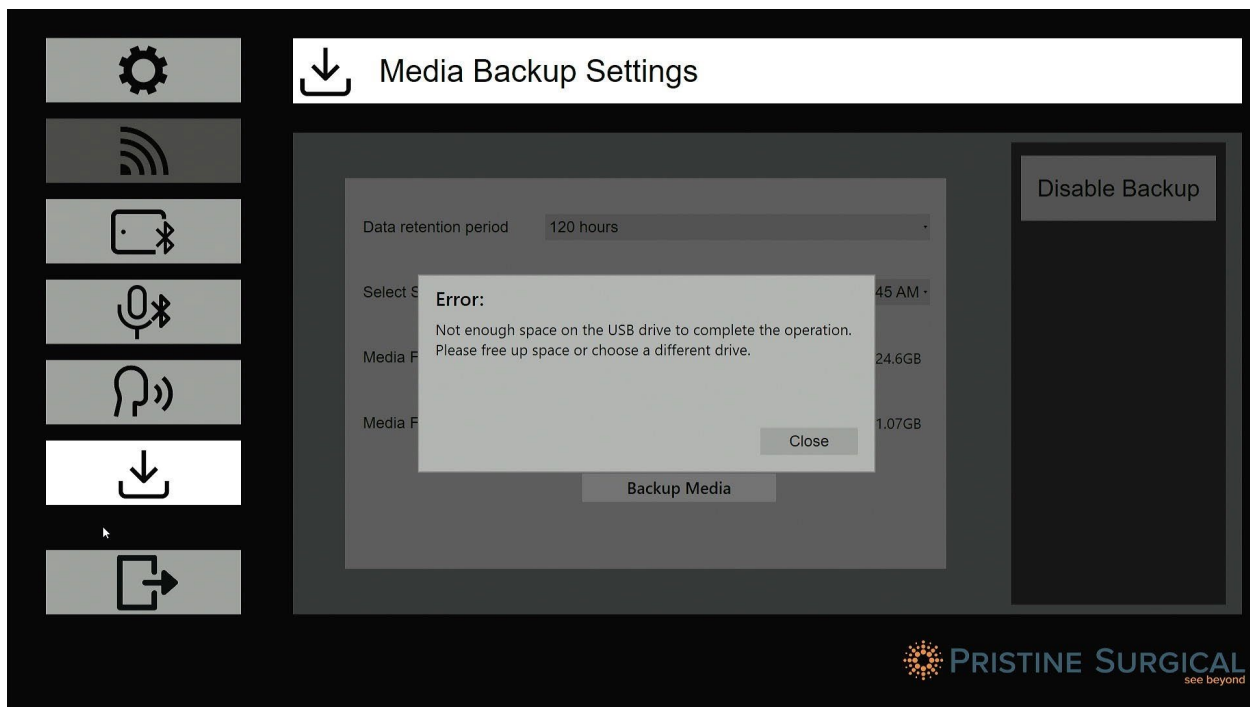 Media Backup Settings
Disable Backup
Data retention period 120 hours
Select S
45 AM
Error:
Not enough space on the USB drive to complete the operation.
Please free up space or choose a different drive.
Media F
24.6GB
Media F
1.07GB
Close
Backup Media
PRISTINE SURGICAL
see beyond